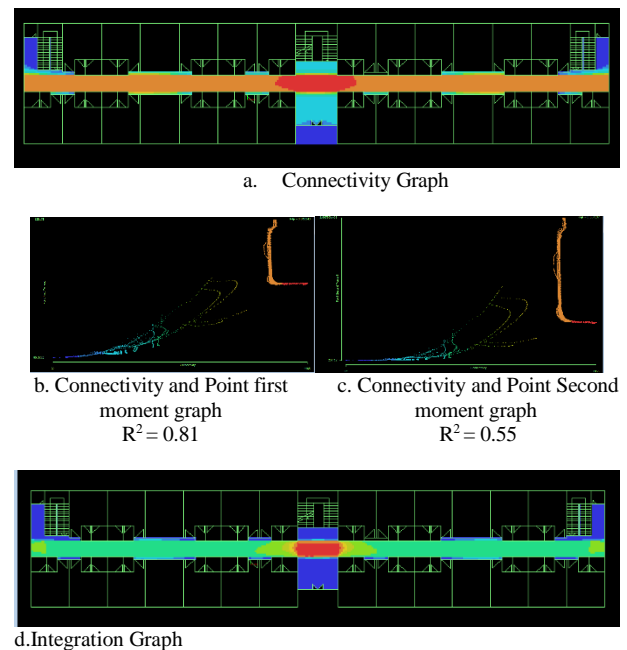 a. Connectivity Graph
b. Connectivity and Point first
moment graph
R² = 0.81
c. Connectivity and Point Second
moment graph
R² = 0.55
d.Integration Graph